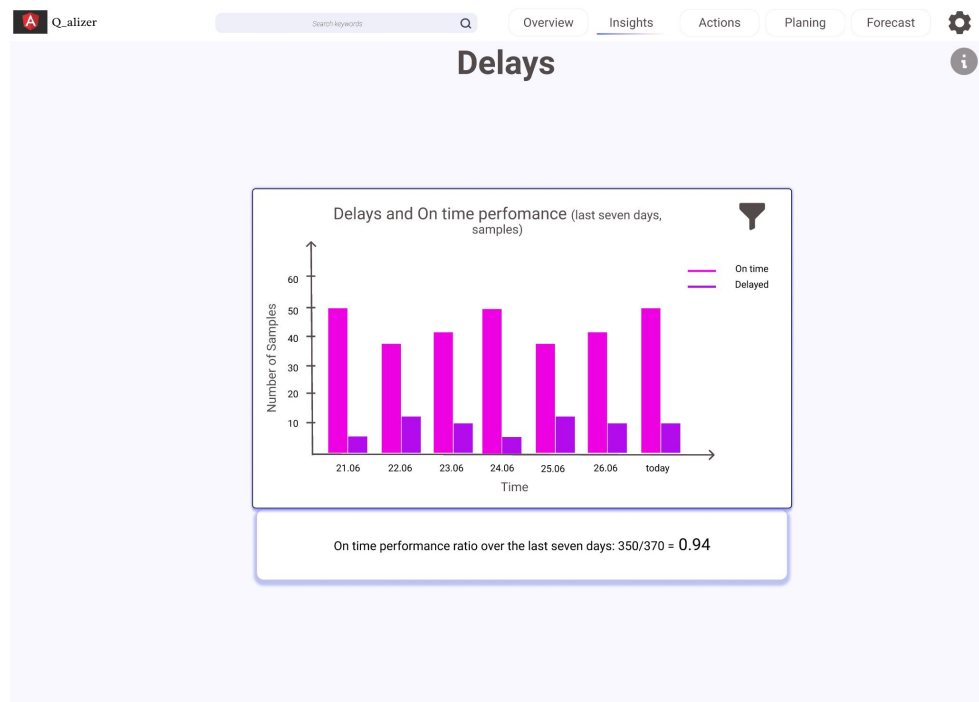 Q_alizer
Search keywords
Overview
Insights
Actions
Planing
Forecast
Delays
Delays and On time perfomance (last seven days,
samples)
On time
Delayed
Number of Samples
60
50
40
30
20
10
21.06
22.06
23.06
24.06
25.06
26.06
today
Time
On time performance ratio over the last seven days: 350/370 = 0.94